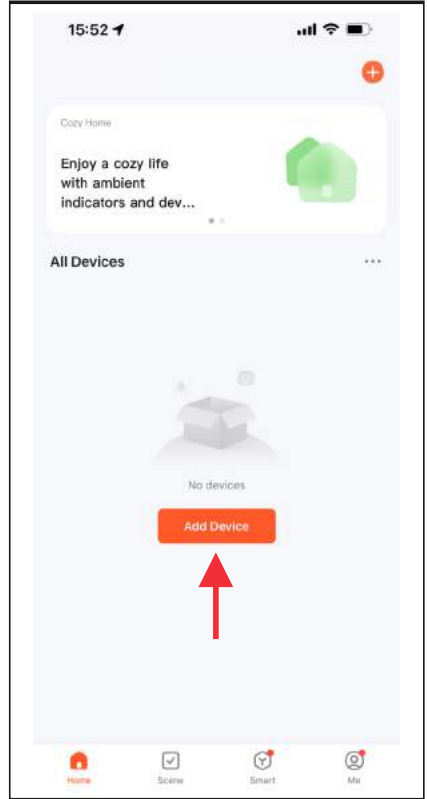 15:52
Cozy Home
Enjoy a cozy life
with ambient
indicators and dev...
All Devices
No devices
Add Device
Home
Scene
Smart
Me